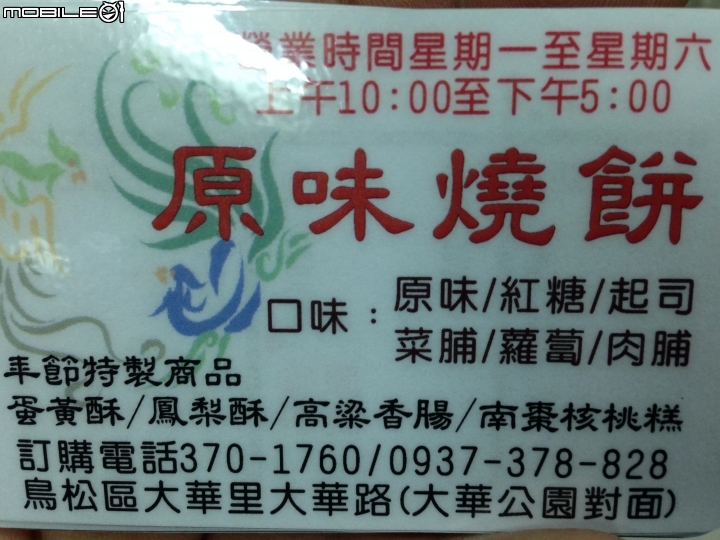 MOBILE01
營業時間星期一至星期六
上午10:00至下午5:00
原味燒餅
口味：原味/紅糖/起司
菜脯/蘿蔔/肉脯
年節特製商品
蛋黃酥/鳳梨酥/高粱香腸/南棗核桃糕
訂購電話370-1760/0937-378-828
鳥松區大華里大華路(大華公園對面)